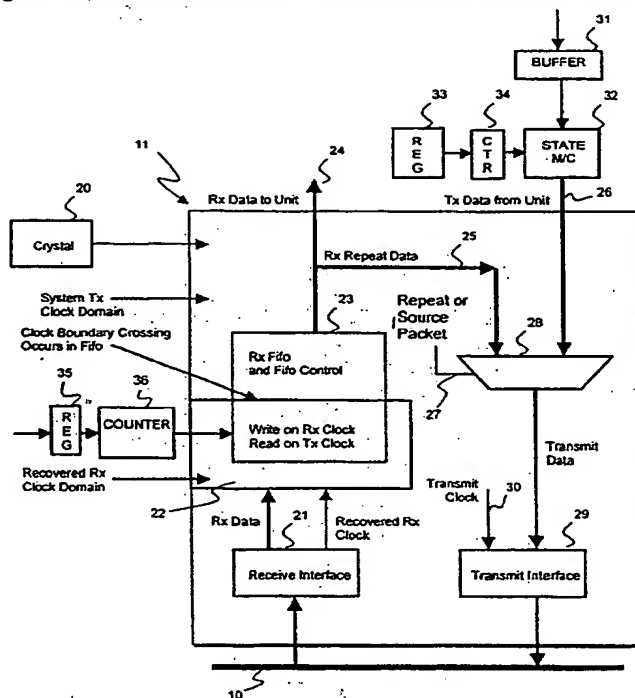 31
BUFFER
33
34
32
REG
CTR
STATE
M/C
11
24
20
Rx Data to Unit
Tx Data from Unit
26
Crystal
25
Rx Repeat Data
System Tx
Clock Domain
23
Repeat or
Source
Packet
28
Clock Boundary Crossing
Occurs in Fifo
Rx Fifo
and Fifo Control
35
36
27
REG
COUNTER
Write on Rx Clock
Read on Tx Clock
Transmit
Data
Recovered Rx
Clock Domain
Transmit
Clock
22
Rx Data
21
Recovered Rx
Clock
30
29
Receive Interface
Transmit Interface
10